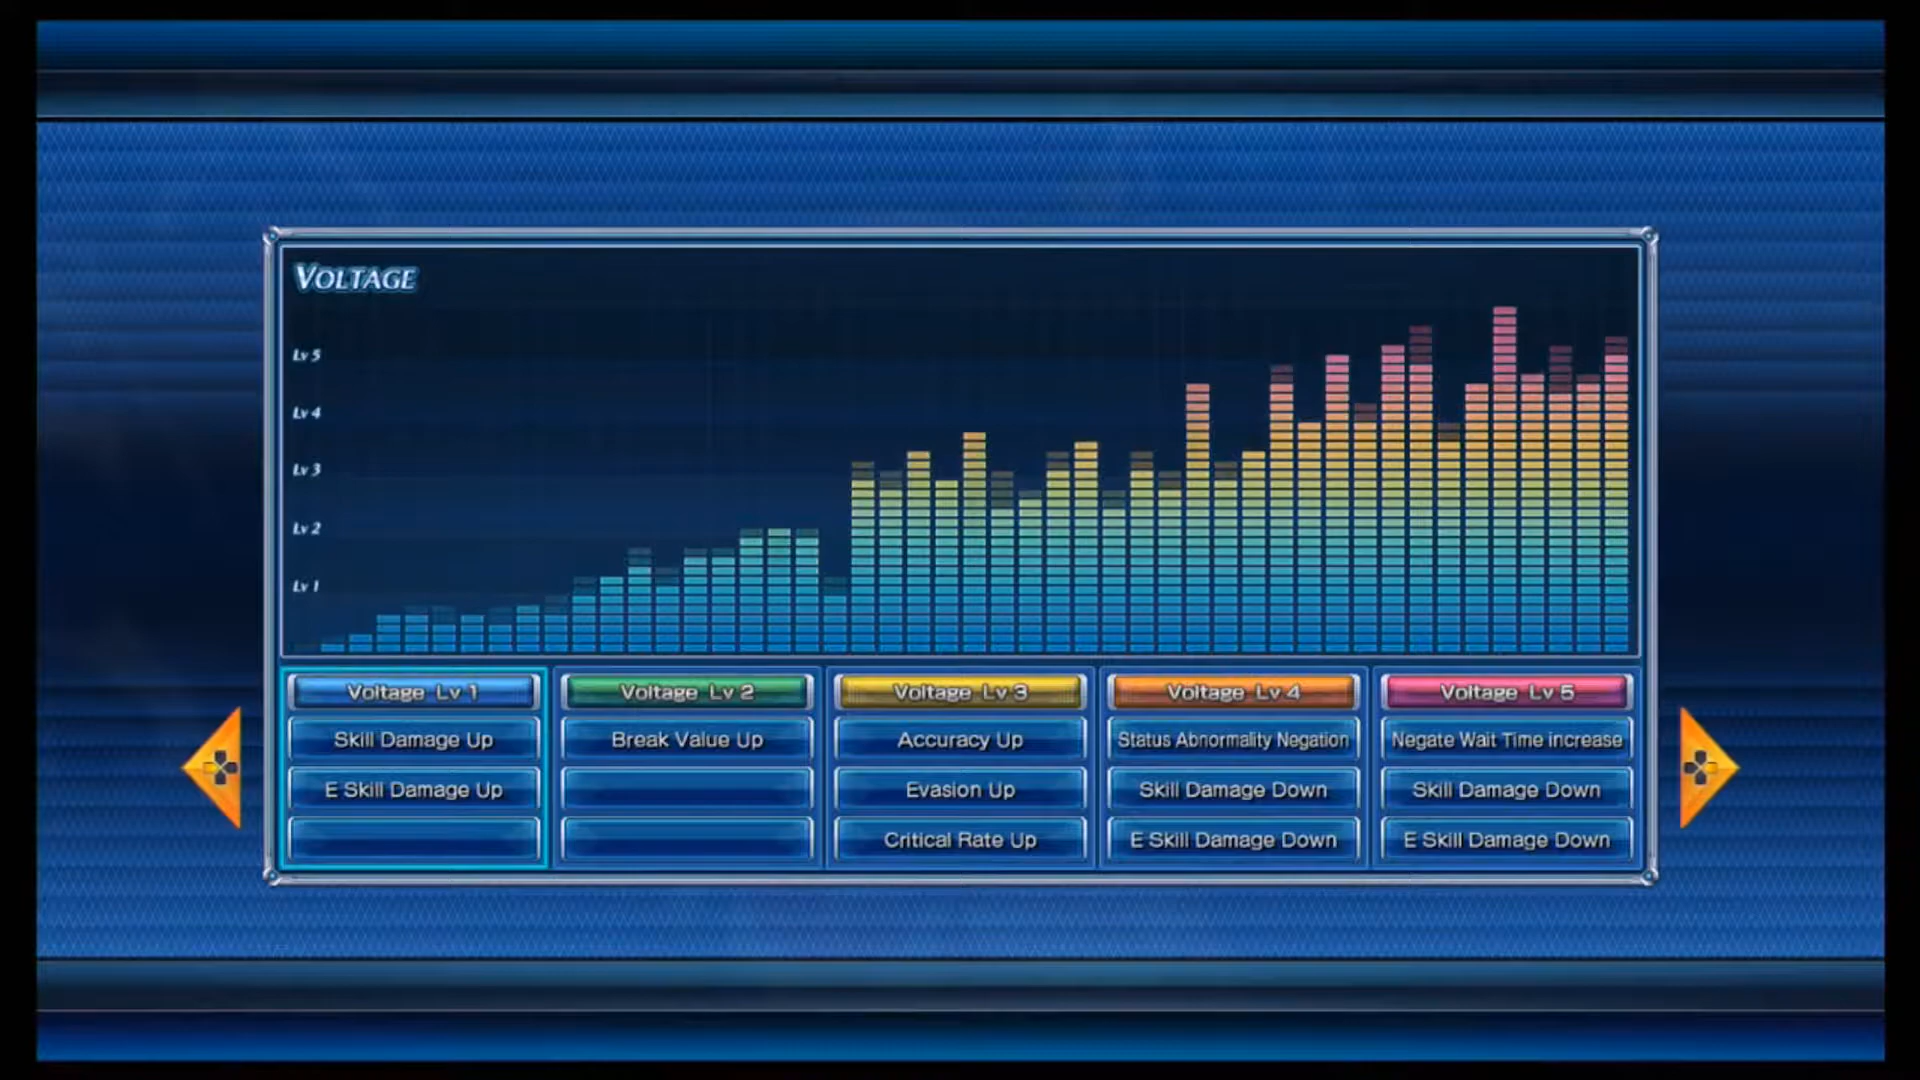 VOLTAGE
Lv 5
Lv 4
Lv 3
Lv 2
Lv 1
Voltage Lv 1
Voltage Lv 2
Voltage Lv 3
Voltage Lv 4
Voltage Lv 5
Skill Damage Up
Break Value Up
Accuracy Up
Status Abnormality Negation
Negate Wait Time increase
E Skill Damage Up
Evasion Up
Skill Damage Down
Skill Damage Down
Critical Rate Up
E Skill Damage Down
E Skill Damage Down